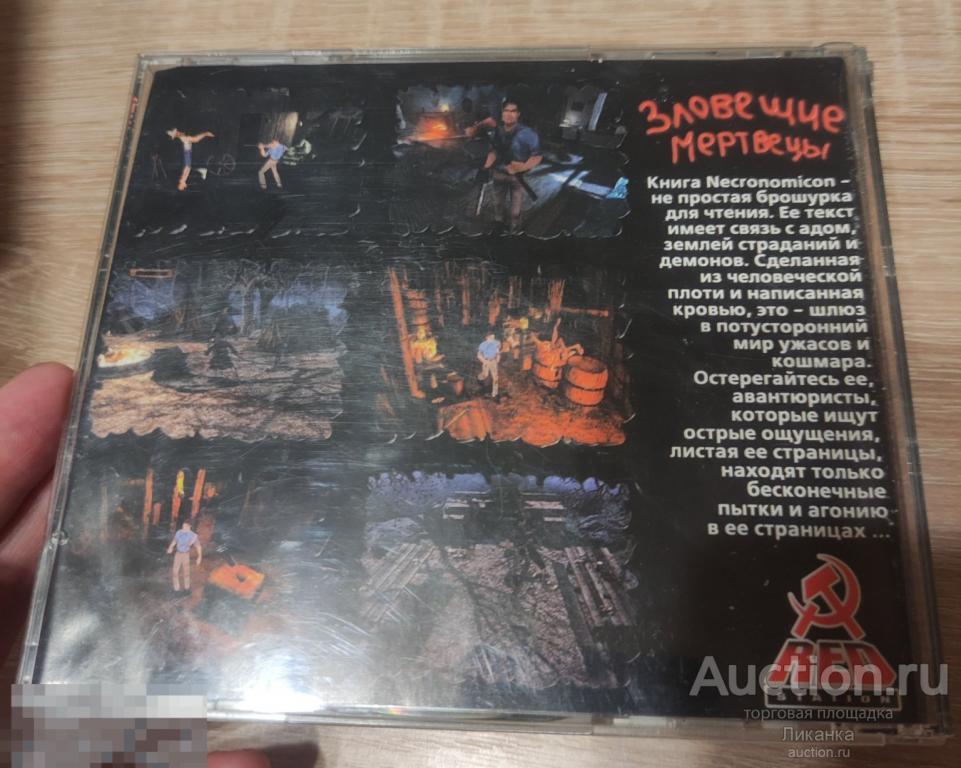 Зловещие
мертвецы
Книга Necronomicon –
не простая брошурка
для чтения. Ее текст
имеет связь с адом,
землей страданий и
демонов. Сделанная
из человеческой
плоти и написанная
кровью, это – шлюз
в потусторонний
мир ужасов и
кошмара.
Остерегайтесь ее,
авантюристы,
которые ищут
острые ощущения,
листая ее страницы,
находят только
бесконечные
пытки и агонию
в ее страницах ...
RED
STATION
Auction.ru
торговая площадка
Ликанка
auction.ru